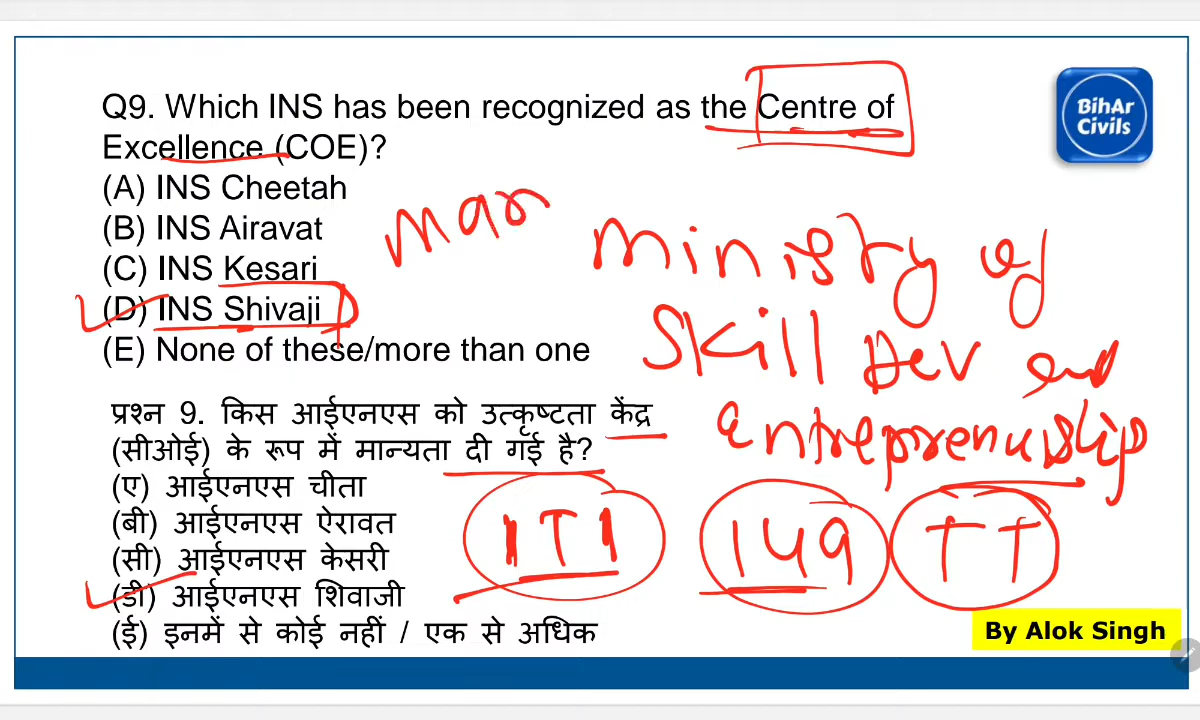 Q9. Which INS has been recognized as the Centre of
Excellence (COE)?
(A) INS Cheetah
(B) INS Airavat
(C) INS Kesari
(D) INS Shivaji
(E) None of these/more than one
BihAr
Civils
Mar
Ministry of
Skill Dev and
Entreprenuship
प्रश्न 9. किस आईएनएस को उत्कृष्टता केंद्र
(सीओई) के रूप में मान्यता दी गई है?
(ए) आईएनएस चीता
(बी) आईएनएस ऐरावत
(सी) आईएनएस केसरी
(डी) आईएनएस शिवाजी
(ई) इनमें से कोई नहीं / एक से अधिक
ITI 149 TT
By Alok Singh